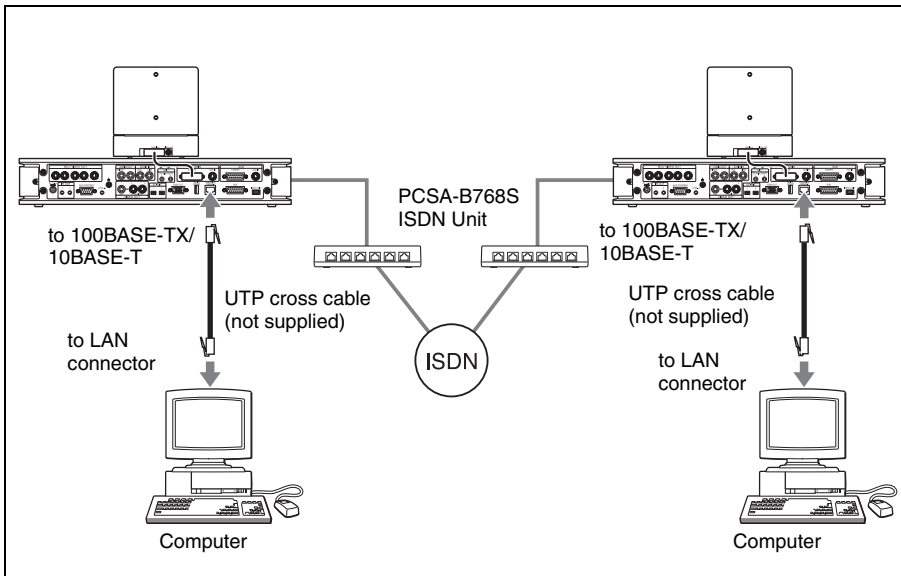 PCSA-B768S
ISDN Unit
to 100BASE-TX/
10BASE-T
to 100BASE-TX/
10BASE-T
UTP cross cable
(not supplied)
UTP cross cable
(not supplied)
to LAN
connector
ISDN
to LAN
connector
Computer
Computer